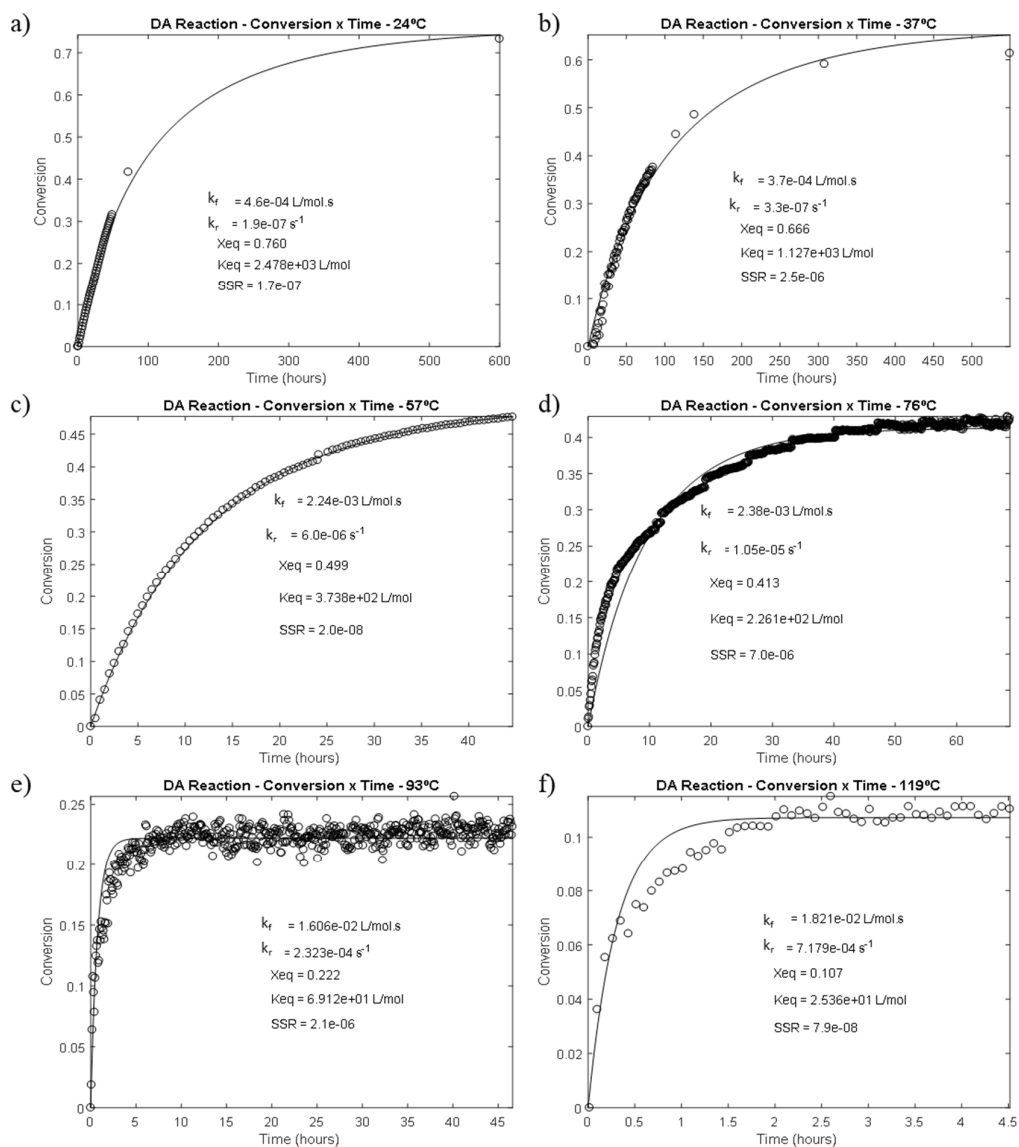 a)
DA Reaction - Conversion x Time - 24ºC
Conversion
0.7
0.6
0.5
0.4
0.3
0.2
0.1
0
kf = 4.6e-04 L/mol.s
kr = 1.9e-07 s-1
Xeq = 0.760
Keq = 2.478e+03 L/mol
SSR = 1.7e-07
0 100 200 300 400 500 600
Time (hours)
b)
DA Reaction - Conversion x Time - 37ºC
Conversion
0.6
0.5
0.4
0.3
0.2
0.1
0
kf = 3.7e-04 L/mol.s
kr = 3.3e-07 s-1
Xeq = 0.666
Keq = 1.127e+03 L/mol
SSR = 2.5e-06
0 50 100 150 200 250 300 350 400 450 500
Time (hours)
c)
DA Reaction - Conversion x Time - 57ºC
Conversion
0.45
0.4
0.35
0.3
0.25
0.2
0.15
0.1
0.05
0
kf = 2.24e-03 L/mol.s
kr = 6.0e-06 s-1
Xeq = 0.499
Keq = 3.738e+02 L/mol
SSR = 2.0e-08
0 5 10 15 20 25 30 35 40
Time (hours)
d)
DA Reaction - Conversion x Time - 76ºC
Conversion
0.4
0.35
0.3
0.25
0.2
0.15
0.1
0.05
0
kf = 2.38e-03 L/mol.s
kr = 1.05e-05 s-1
Xeq = 0.413
Keq = 2.261e+02 L/mol
SSR = 7.0e-06
0 10 20 30 40 50 60
Time (hours)
e)
DA Reaction - Conversion x Time - 93ºC
Conversion
0.25
0.2
0.15
0.1
0.05
0
kf = 1.606e-02 L/mol.s
kr = 2.323e-04 s-1
Xeq = 0.222
Keq = 6.912e+01 L/mol
SSR = 2.1e-06
0 5 10 15 20 25 30 35 40 45
Time (hours)
f)
DA Reaction - Conversion x Time - 119ºC
Conversion
0.1
0.08
0.06
0.04
0.02
0
kf = 1.821e-02 L/mol.s
kr = 7.179e-04 s-1
Xeq = 0.107
Keq = 2.536e+01 L/mol
SSR = 7.9e-08
0 0.5 1 1.5 2 2.5 3 3.5 4 4.5
Time (hours)